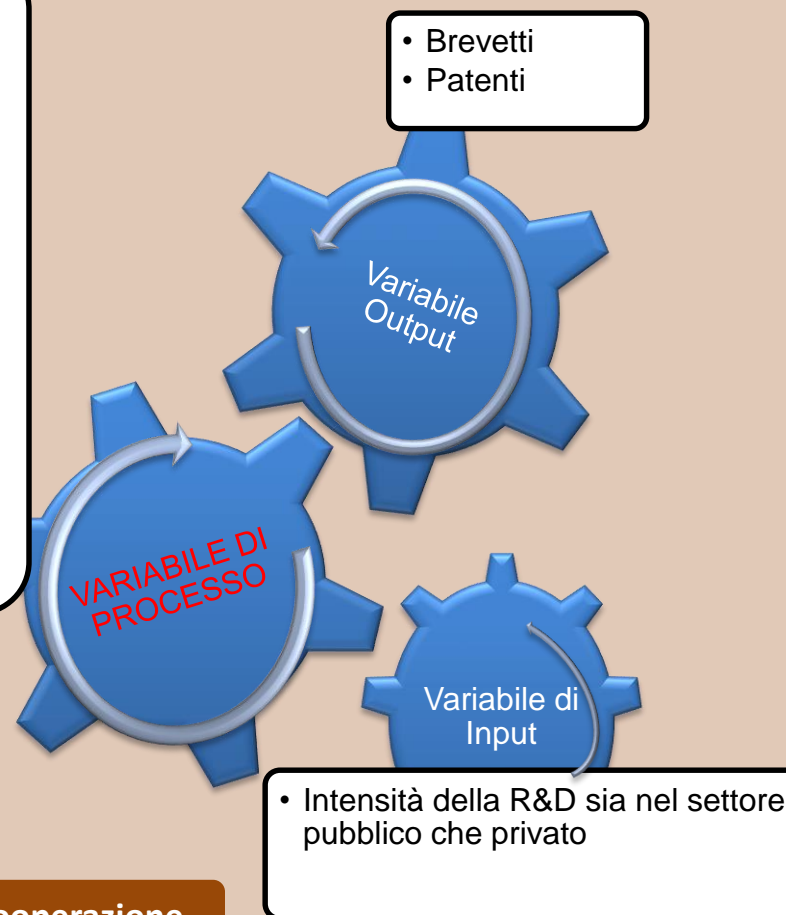 • Brevetti
• Patenti
Variabile
Output
VARIABILE DI
PROCESSO
Variabile di
Input
• Intensità della R&D sia nel settore
pubblico che privato